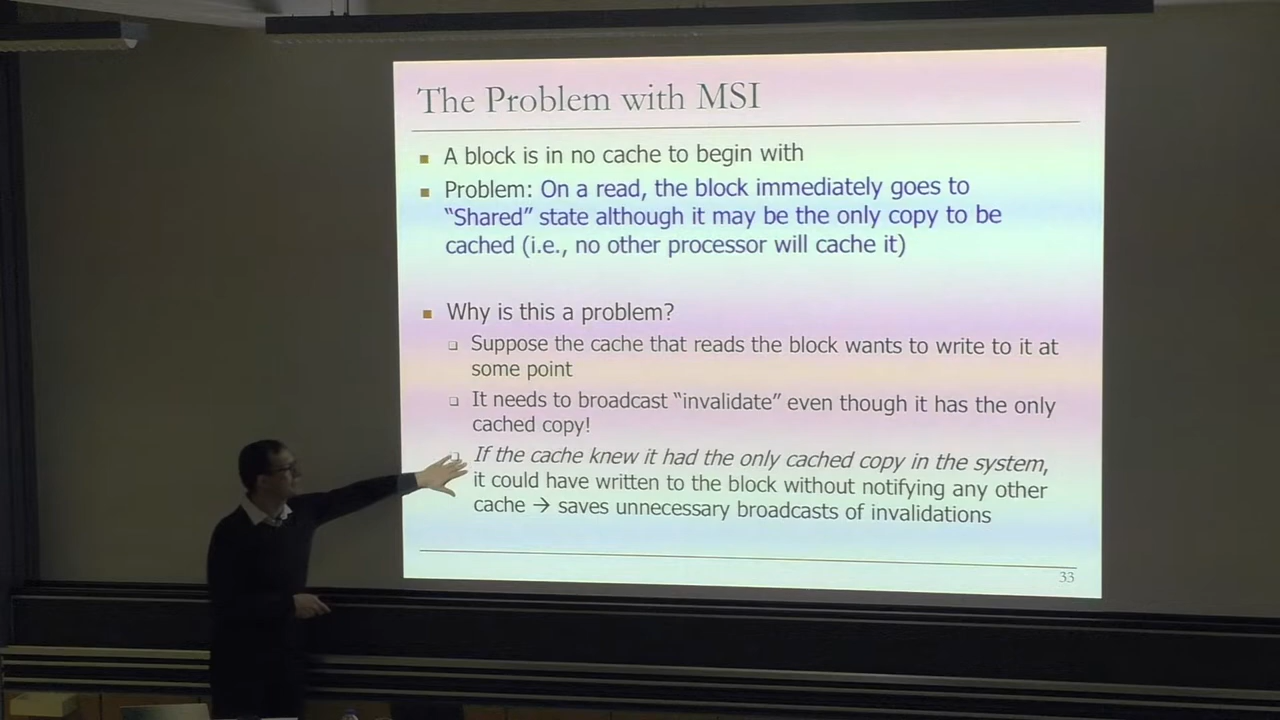 The Problem with MSI
A block is in no cache to begin with
Problem: On a read, the block immediately goes to
“Shared” state although it may be the only copy to be
cached (i.e., no other processor will cache it)
Why is this a problem?
Suppose the cache that reads the block wants to write to it at
some point
It needs to broadcast “invalidate” even though it has the only
cached copy!
If the cache knew it had the only cached copy in the system,
it could have written to the block without notifying any other
cache → saves unnecessary broadcasts of invalidations
33